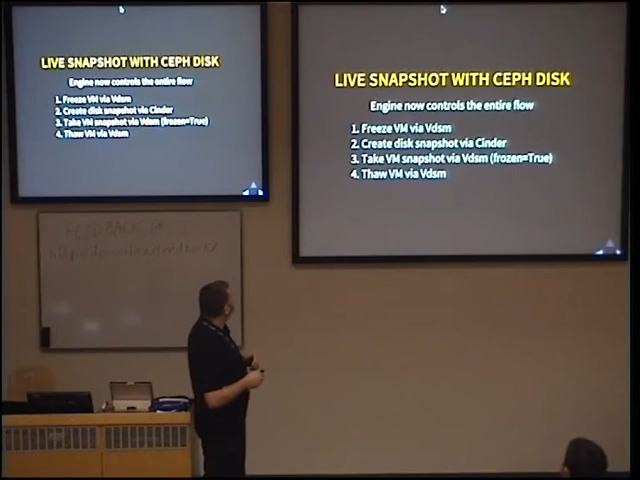 LIVE SNAPSHOT WITH CEPH DISK
Engine now controls the entire flow
1. Freeze VM via Vdsm
2. Create disk snapshot via Cinder
3. Take VM snapshot via Vdsm (frozen=True)
4. Thaw VM via Vdsm
LIVE SNAPSHOT WITH CEPH DISK
Engine now controls the entire flow
1. Freeze VM via Vdsm
2. Create disk snapshot via Cinder
3. Take VM snapshot via Vdsm (frozen=True)
4. Thaw VM via Vdsm
FEEDBACK